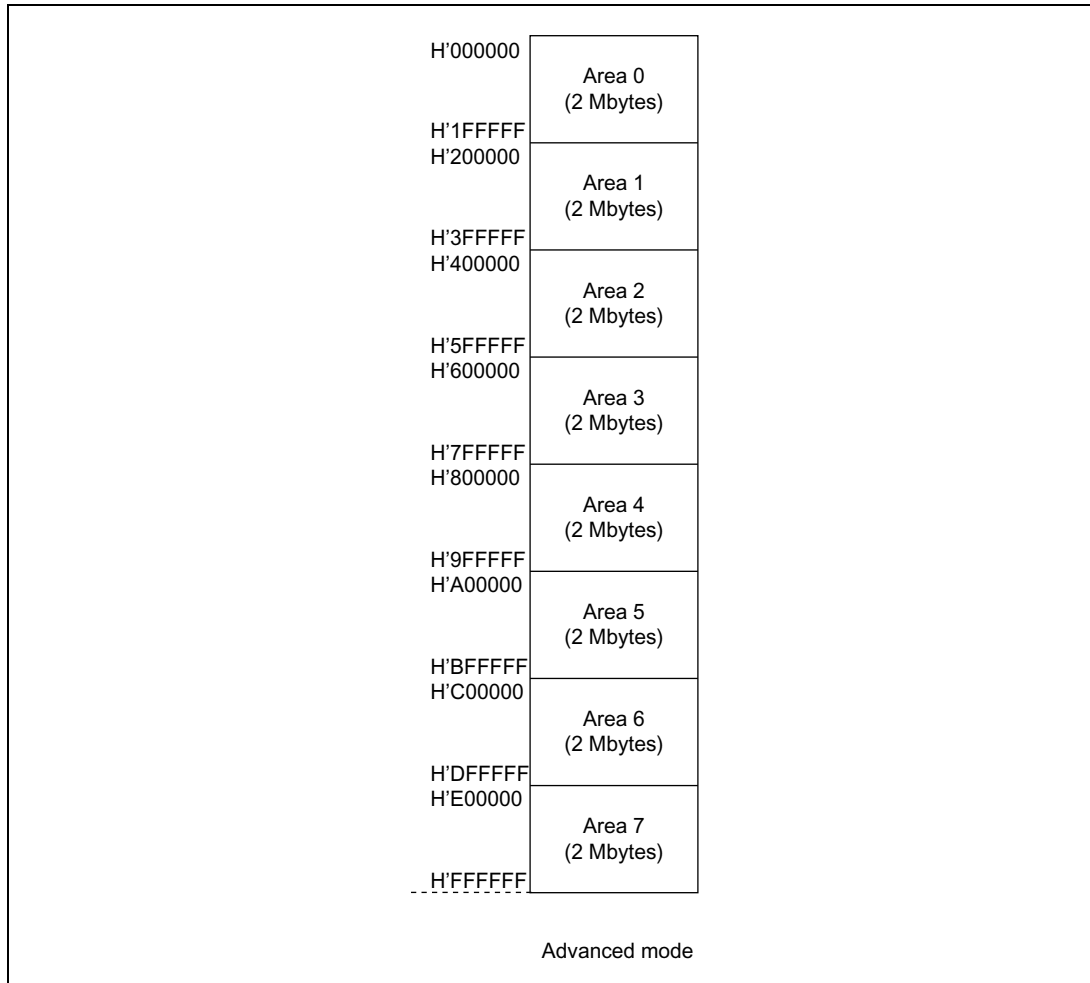 H’000000
Area 0
(2 Mbytes)
H’1FFFFF
H’200000
Area 1
(2 Mbytes)
H’3FFFFF
H’400000
Area 2
(2 Mbytes)
H’5FFFFF
H’600000
Area 3
(2 Mbytes)
H’7FFFFF
H’800000
Area 4
(2 Mbytes)
H’9FFFFF
H’A00000
Area 5
(2 Mbytes)
H’BFFFFF
H’C00000
Area 6
(2 Mbytes)
H’DFFFFF
H’E00000
Area 7
(2 Mbytes)
H’FFFFFF
Advanced mode